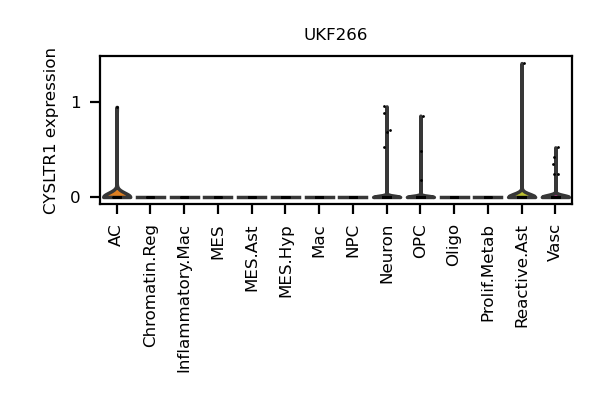 UKF266
CYSLTR1 expression
1
0
AC
Chromatin.Reg
Inflammatory.Mac
MES
MES.Ast
MES.Hyp
Mac
NPC
Neuron
OPC
Oligo
Prolif.Metab
Reactive.Ast
Vasc